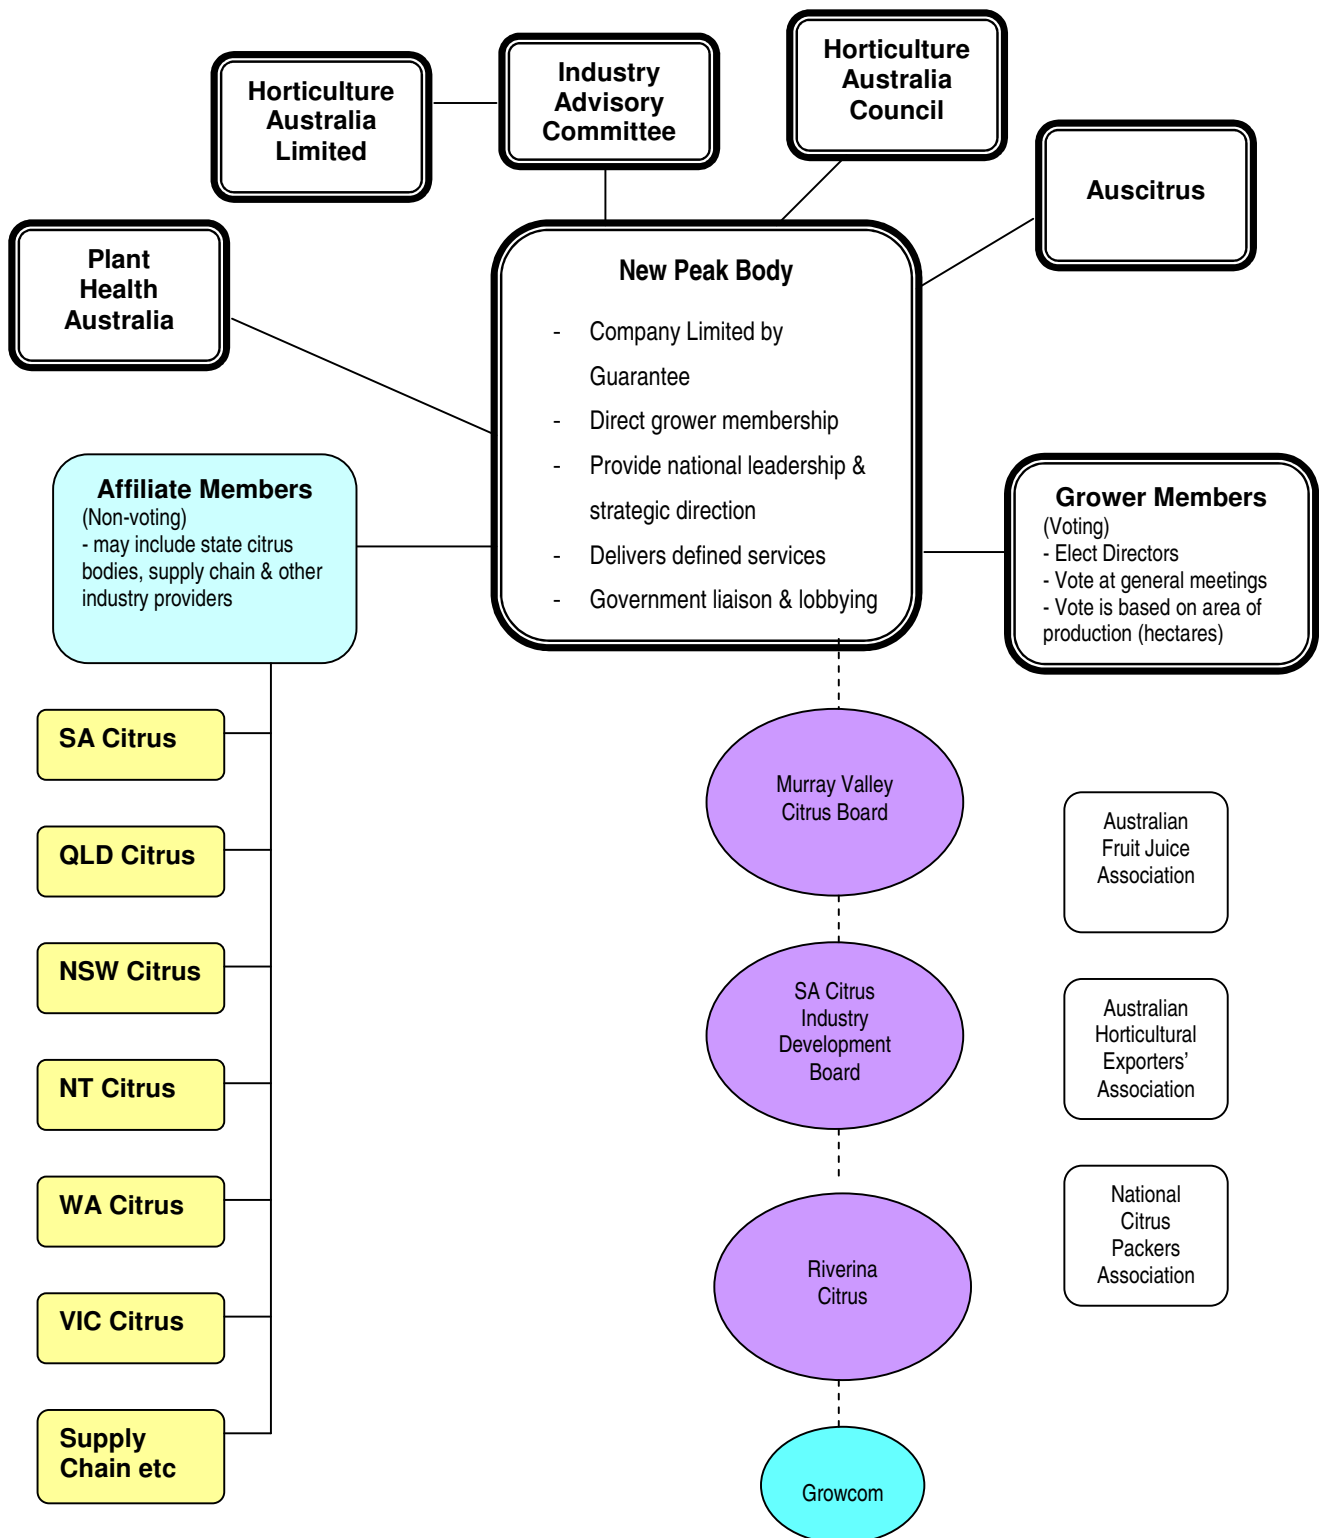 Horticulture
Australia
Limited
Industry
Advisory
Committee
Horticulture
Australia
Council
Auscitrus
Plant
Health
Australia
New Peak Body
- Company Limited by
Guarantee
- Direct grower membership
- Provide national leadership &
strategic direction
- Delivers defined services
- Government liaison & lobbying
Affiliate Members
(Non-voting)
- may include state citrus
bodies, supply chain & other
industry providers
Grower Members
(Voting)
- Elect Directors
- Vote at general meetings
- Vote is based on area of
production (hectares)
SA Citrus
QLD Citrus
NSW Citrus
NT Citrus
WA Citrus
VIC Citrus
Supply
Chain etc
Murray Valley
Citrus Board
SA Citrus
Industry
Development
Board
Riverina
Citrus
Growcom
Australian
Fruit Juice
Association
Australian
Horticultural
Exporters’
Association
National
Citrus
Packers
Association